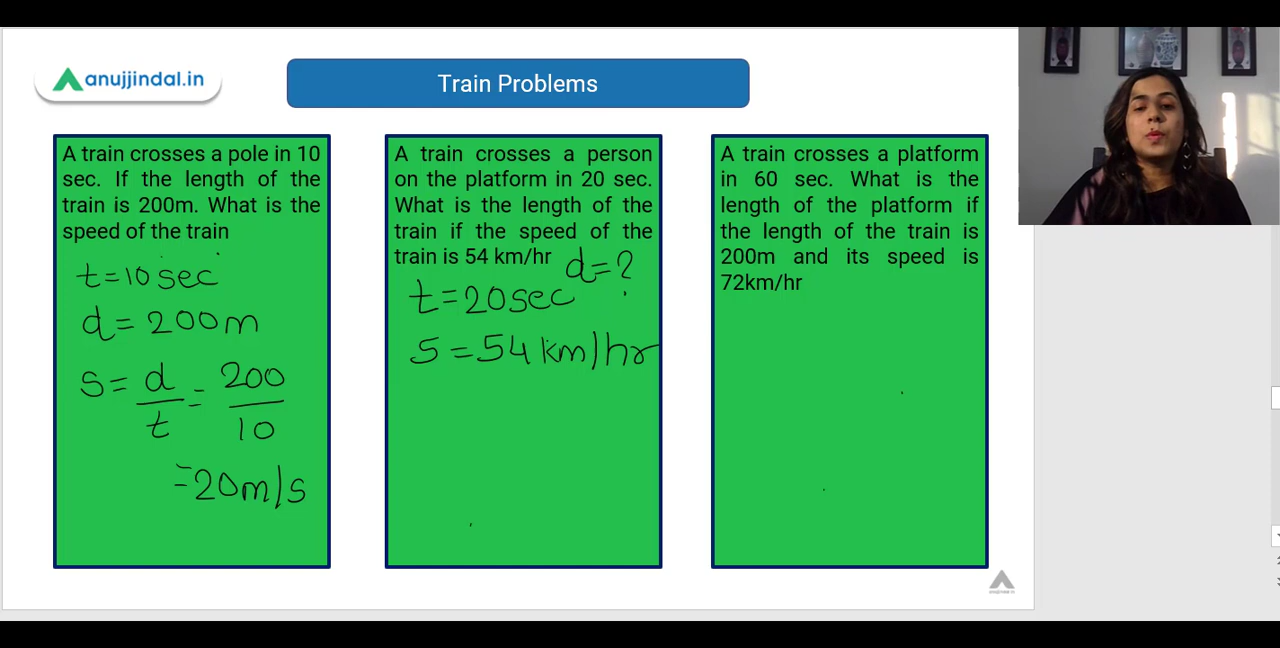 anujjindal.in
Train Problems
A train crosses a pole in 10
sec. If the length of the
train is 200m. What is the
speed of the train
t=10 sec
d = 200m
s = d/t = 200/10
=20m/s
A train crosses a person
on the platform in 20 sec.
What is the length of the
train if the speed of the
train is 54 km/hr
d=?
t=20sec
S = 54 km/hr
A train crosses a platform
in 60 sec. What is the
length of the platform if
the length of the train is
200m and its speed is
72km/hr
anujjindal.in